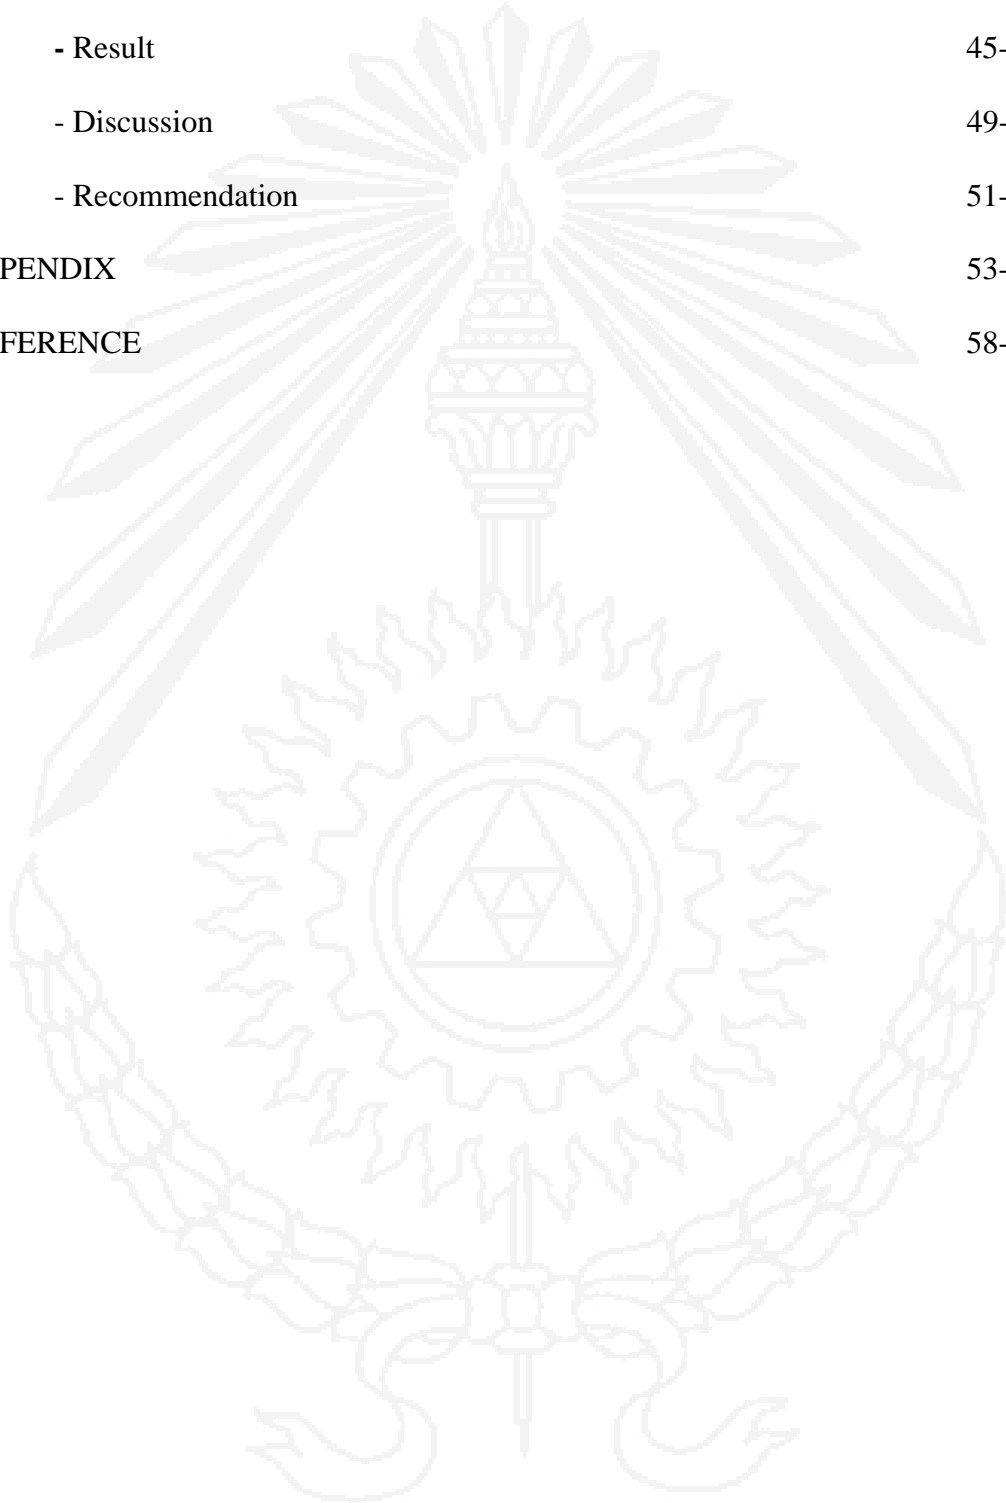 - Result 45-
- Discussion 49-
- Recommendation 51-
PENDIX 53-
FERENCE 58-